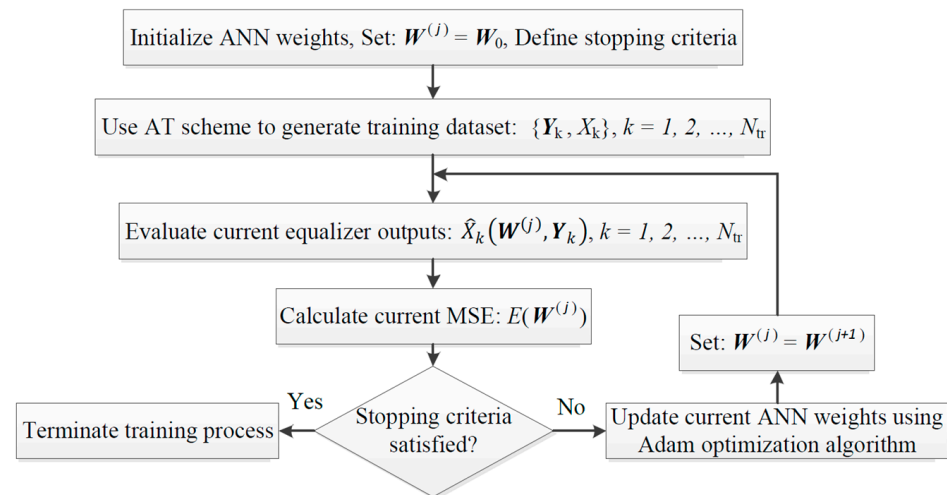 Initialize ANN weights, Set: W^(j) = W_0, Define stopping criteria
Use AT scheme to generate training dataset: {Y_k , X_k}, k = 1, 2, ..., N_tr
Evaluate current equalizer outputs: X̂_k(W^(j), Y_k), k = 1, 2, ..., N_tr
Calculate current MSE: E(W^(j))
Set: W^(j) = W^(j+1)
Stopping criteria
satisfied?
Yes
No
Terminate training process
Update current ANN weights using
Adam optimization algorithm